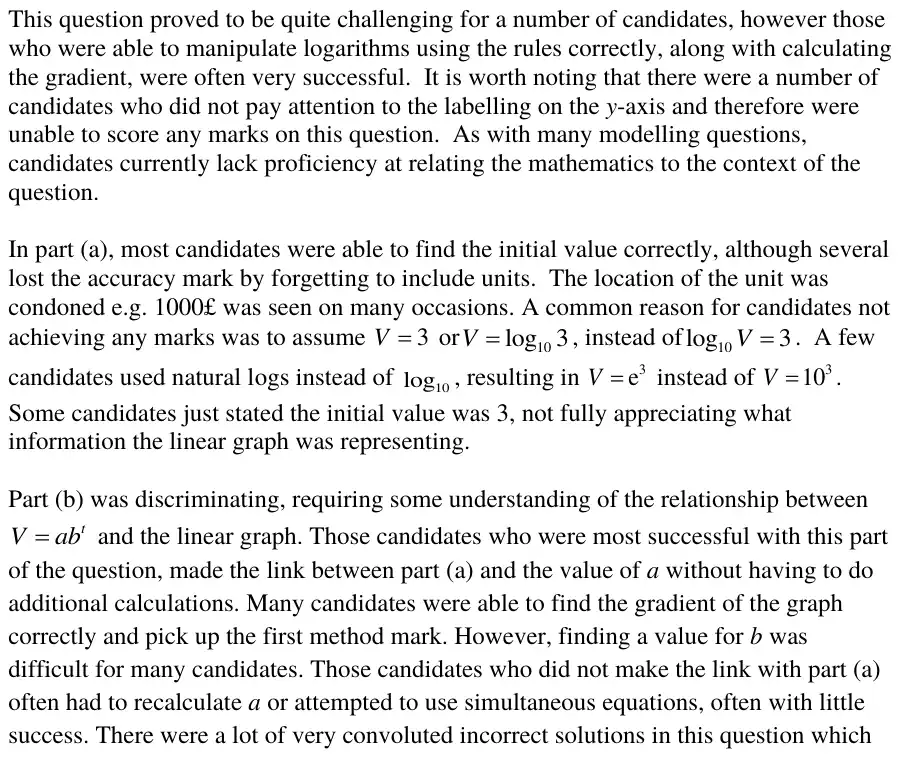 This question proved to be quite challenging for a number of candidates, however those
who were able to manipulate logarithms using the rules correctly, along with calculating
the gradient, were often very successful.  It is worth noting that there were a number of
candidates who did not pay attention to the labelling on the y-axis and therefore were
unable to score any marks on this question.  As with many modelling questions,
candidates currently lack proficiency at relating the mathematics to the context of the
question.
In part (a), most candidates were able to find the initial value correctly, although several
lost the accuracy mark by forgetting to include units.  The location of the unit was
condoned e.g. 1000£ was seen on many occasions. A common reason for candidates not
achieving any marks was to assume V = 3 or V = log₁₀ 3, instead of log₁₀ V = 3.  A few
candidates used natural logs instead of log₁₀, resulting in V = e³ instead of V = 10³.
Some candidates just stated the initial value was 3, not fully appreciating what
information the linear graph was representing.
Part (b) was discriminating, requiring some understanding of the relationship between
V = abᵗ and the linear graph. Those candidates who were most successful with this part
of the question, made the link between part (a) and the value of a without having to do
additional calculations. Many candidates were able to find the gradient of the graph
correctly and pick up the first method mark. However, finding a value for b was
difficult for many candidates. Those candidates who did not make the link with part (a)
often had to recalculate a or attempted to use simultaneous equations, often with little
success. There were a lot of very convoluted incorrect solutions in this question which